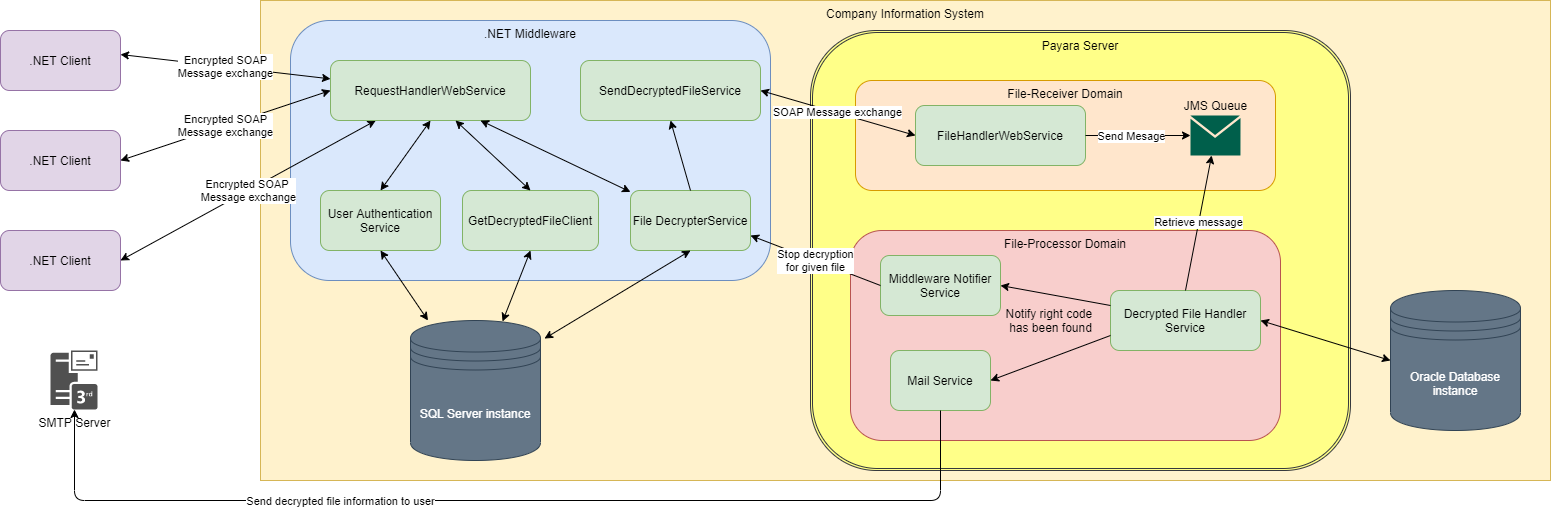 Company Information System
.NET Client
.NET Client
.NET Client
Encrypted SOAP
Message exchange
Encrypted SOAP
Message exchange
Encrypted SOAP
Message exchange
.NET Middleware
RequestHandlerWebService
SendDecryptedFileService
User Authentication
Service
GetDecryptedFileClient
File DecrypterService
SQL Server instance
SOAP Message exchange
Stop decryption
for given file
Payara Server
File-Receiver Domain
FileHandlerWebService
Send Mesage
JMS Queue
Retrieve message
File-Processor Domain
Middleware Notifier
Service
Decrypted File Handler
Service
Notify right code
has been found
Mail Service
Oracle Database
instance
3rd
SMTP Server
Send decrypted file information to user